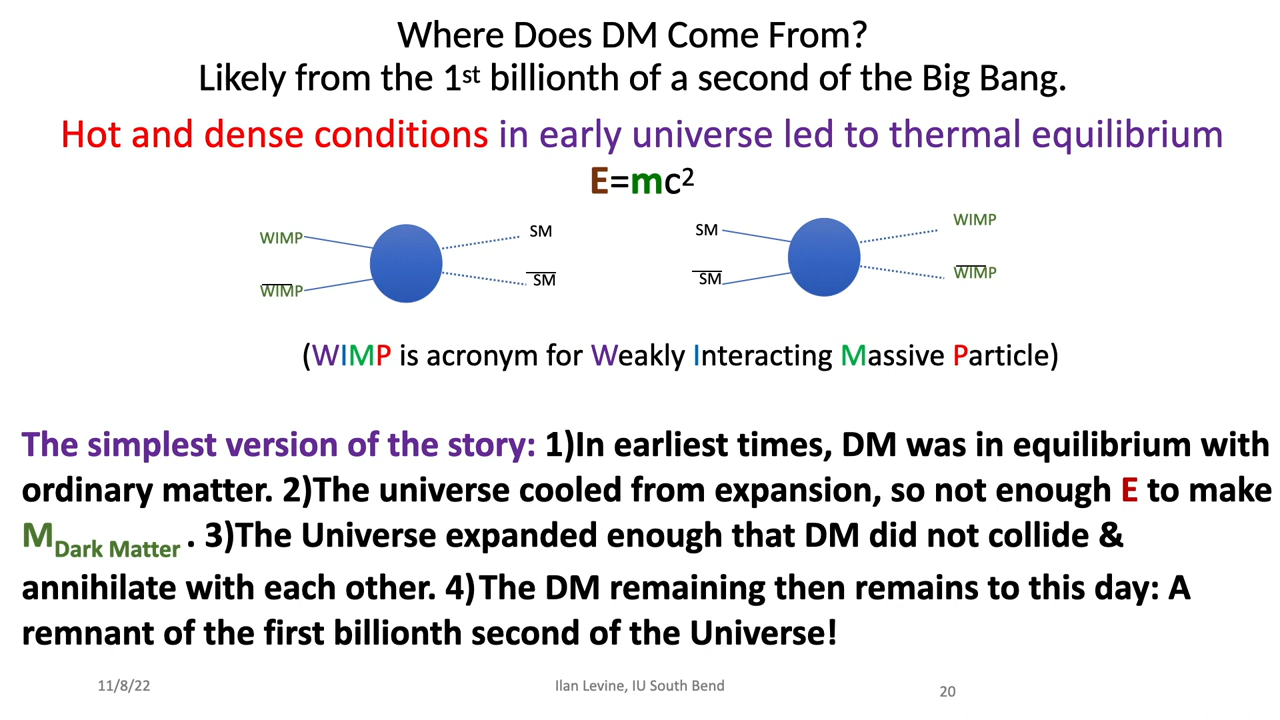 Where Does DM Come From?
Likely from the 1st billionth of a second of the Big Bang.
Hot and dense conditions in early universe led to thermal equilibrium
E=mc²
WIMP
SM
W̅I̅M̅P
S̅M̅
SM
WIMP
S̅M̅
W̅I̅M̅P
(WIMP is acronym for Weakly Interacting Massive Particle)
The simplest version of the story: 1)In earliest times, DM was in equilibrium with
ordinary matter. 2)The universe cooled from expansion, so not enough E to make
M Dark Matter . 3)The Universe expanded enough that DM did not collide &
annihilate with each other. 4)The DM remaining then remains to this day: A
remnant of the first billionth second of the Universe!
11/8/22
Ilan Levine, IU South Bend
20